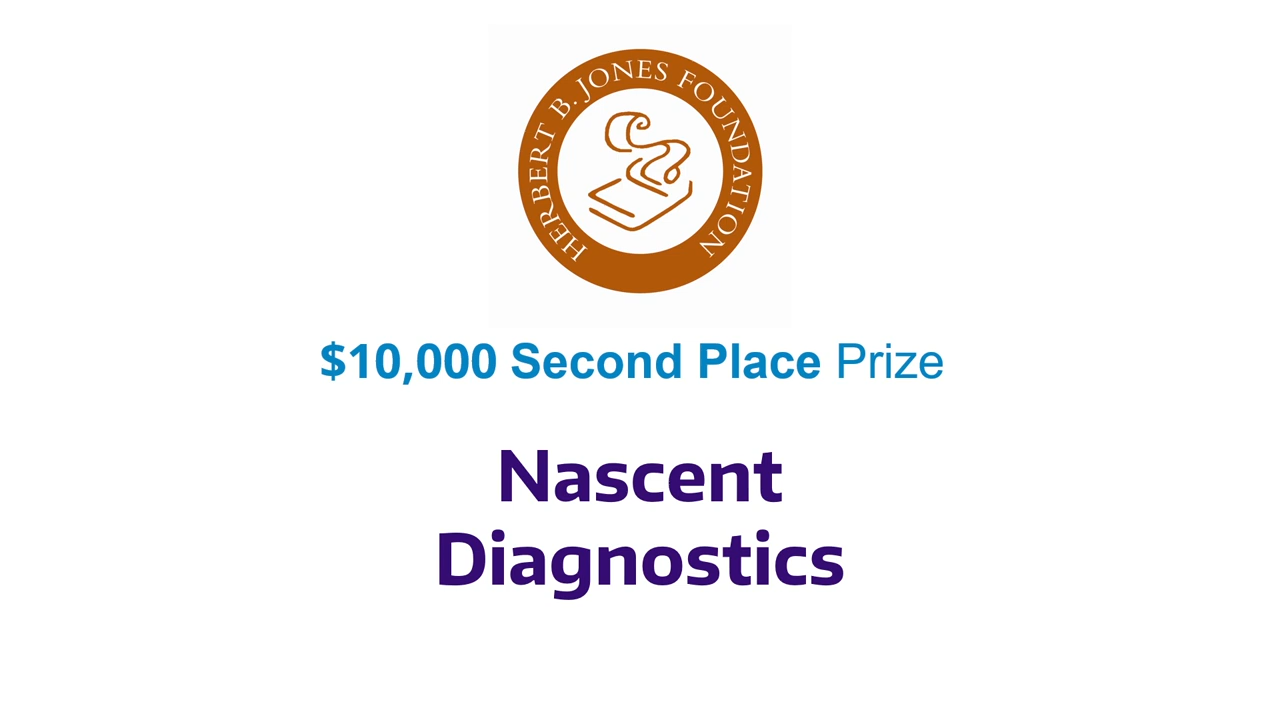 HERBERT B. JONES FOUNDATION
$10,000 Second Place Prize
Nascent
Diagnostics